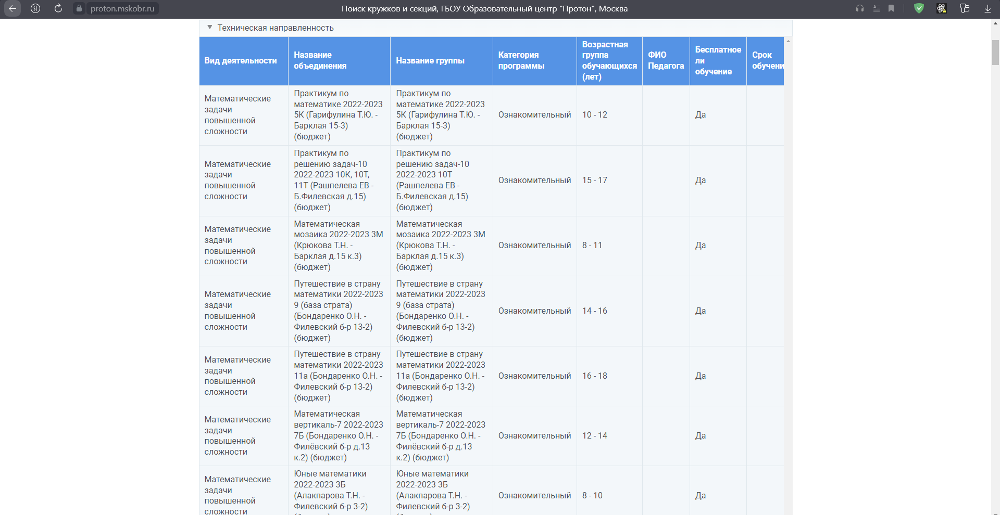 proton.mskobr.ru
Поиск кружков и секций, ГБОУ Образовательный центр "Протон", Москва
Техническая направленность
Вид деятельности
Название
объединения
Название группы
Категория
программы
Возрастная
группа
обучающихся
(лет)
ФИО
Педагога
Бесплатное
ли
обучение
Срок
обучени
Математические
задачи
повышенной
сложности
Практикум по
математике 2022-2023
5К (Гарифулина Т.Ю. -
Барклая 15-3)
(бюджет)
Практикум по
математике 2022-2023
5К (Гарифулина Т.Ю. -
Барклая 15-3)
(бюджет)
Ознакомительный
10 - 12
Да
Математические
задачи
повышенной
сложности
Практикум по
решению задач-10
2022-2023 10К, 10Т,
11Т (Рашпелева ЕВ -
Б.Филевская д.15)
(бюджет)
Практикум по
решению задач-10
2022-2023 10Т
(Рашпелева ЕВ -
Б.Филевская д.15)
(бюджет)
Ознакомительный
15 - 17
Да
Математические
задачи
повышенной
сложности
Математическая
мозаика 2022-2023 3М
(Крюкова Т.Н. -
Барклая д.15 к.3)
(бюджет)
Математическая
мозаика 2022-2023 3М
(Крюкова Т.Н. -
Барклая д.15 к.3)
(бюджет)
Ознакомительный
8 - 11
Да
Математические
задачи
повышенной
сложности
Путешествие в страну
математики 2022-2023
9 (база страта)
(Бондаренко О.Н. -
Филевский б-р 13-2)
(бюджет)
Путешествие в страну
математики 2022-2023
9 (база страта)
(Бондаренко О.Н. -
Филевский б-р 13-2)
(бюджет)
Ознакомительный
14 - 16
Да
Математические
задачи
повышенной
сложности
Путешествие в страну
математики 2022-2023
11а (Бондаренко О.Н. -
Филевский б-р 13-2)
(бюджет)
Путешествие в страну
математики 2022-2023
11а (Бондаренко О.Н. -
Филевский б-р 13-2)
(бюджет)
Ознакомительный
16 - 18
Да
Математические
задачи
повышенной
сложности
Математическая
вертикаль-7 2022-2023
7Б (Бондаренко О.Н. -
Филёвский б-р д.13
к.2) (бюджет)
Математическая
вертикаль-7 2022-2023
7Б (Бондаренко О.Н. -
Филёвский б-р д.13
к.2) (бюджет)
Ознакомительный
12 - 14
Да
Математические
задачи
повышенной
сложности
Юные математики
2022-2023 3Б
(Алакпарова Т.Н. -
Филевский б-р 3-2)
Юные математики
2022-2023 3Б
(Алакпарова Т.Н. -
Филевский б-р 3-2)
Ознакомительный
8 - 10
Да